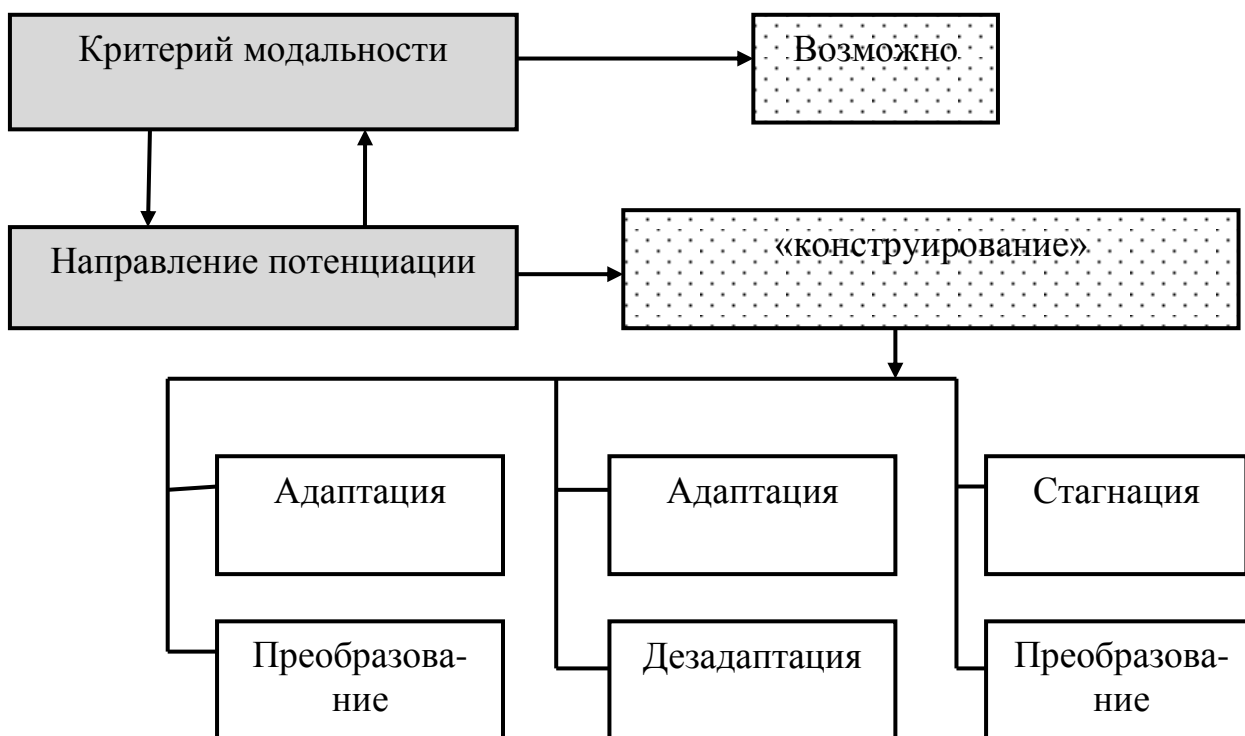 Критерий модальности
Возможно
Направление потенциации
«конструирование»
Адаптация
Адаптация
Стагнация
Преобразова-
ние
Дезадаптация
Преобразова-
ние